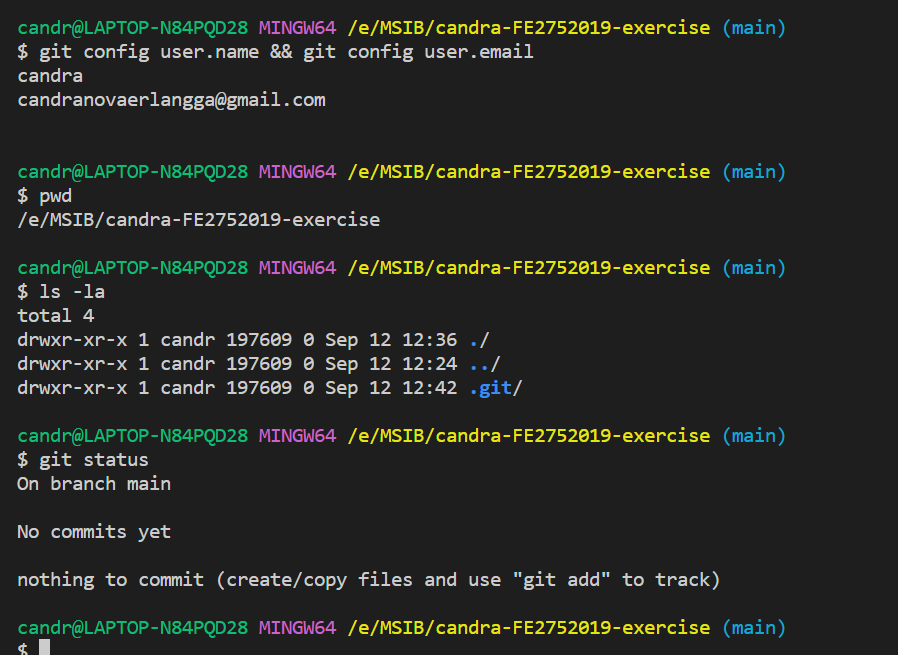 candr@LAPTOP-N84PQD28 MINGW64 /e/MSIB/candra-FE2752019-exercise (main)
$ git config user.name && git config user.email
candra
candranovaerlangga@gmail.com
candr@LAPTOP-N84PQD28 MINGW64 /e/MSIB/candra-FE2752019-exercise (main)
$ pwd
/e/MSIB/candra-FE2752019-exercise
candr@LAPTOP-N84PQD28 MINGW64 /e/MSIB/candra-FE2752019-exercise (main)
$ ls -la
total 4
drwxr-xr-x 1 candr 197609 0 Sep 12 12:36 ./
drwxr-xr-x 1 candr 197609 0 Sep 12 12:24 ../
drwxr-xr-x 1 candr 197609 0 Sep 12 12:42 .git/
candr@LAPTOP-N84PQD28 MINGW64 /e/MSIB/candra-FE2752019-exercise (main)
$ git status
On branch main
No commits yet
nothing to commit (create/copy files and use "git add" to track)
candr@LAPTOP-N84PQD28 MINGW64 /e/MSIB/candra-FE2752019-exercise (main)
$